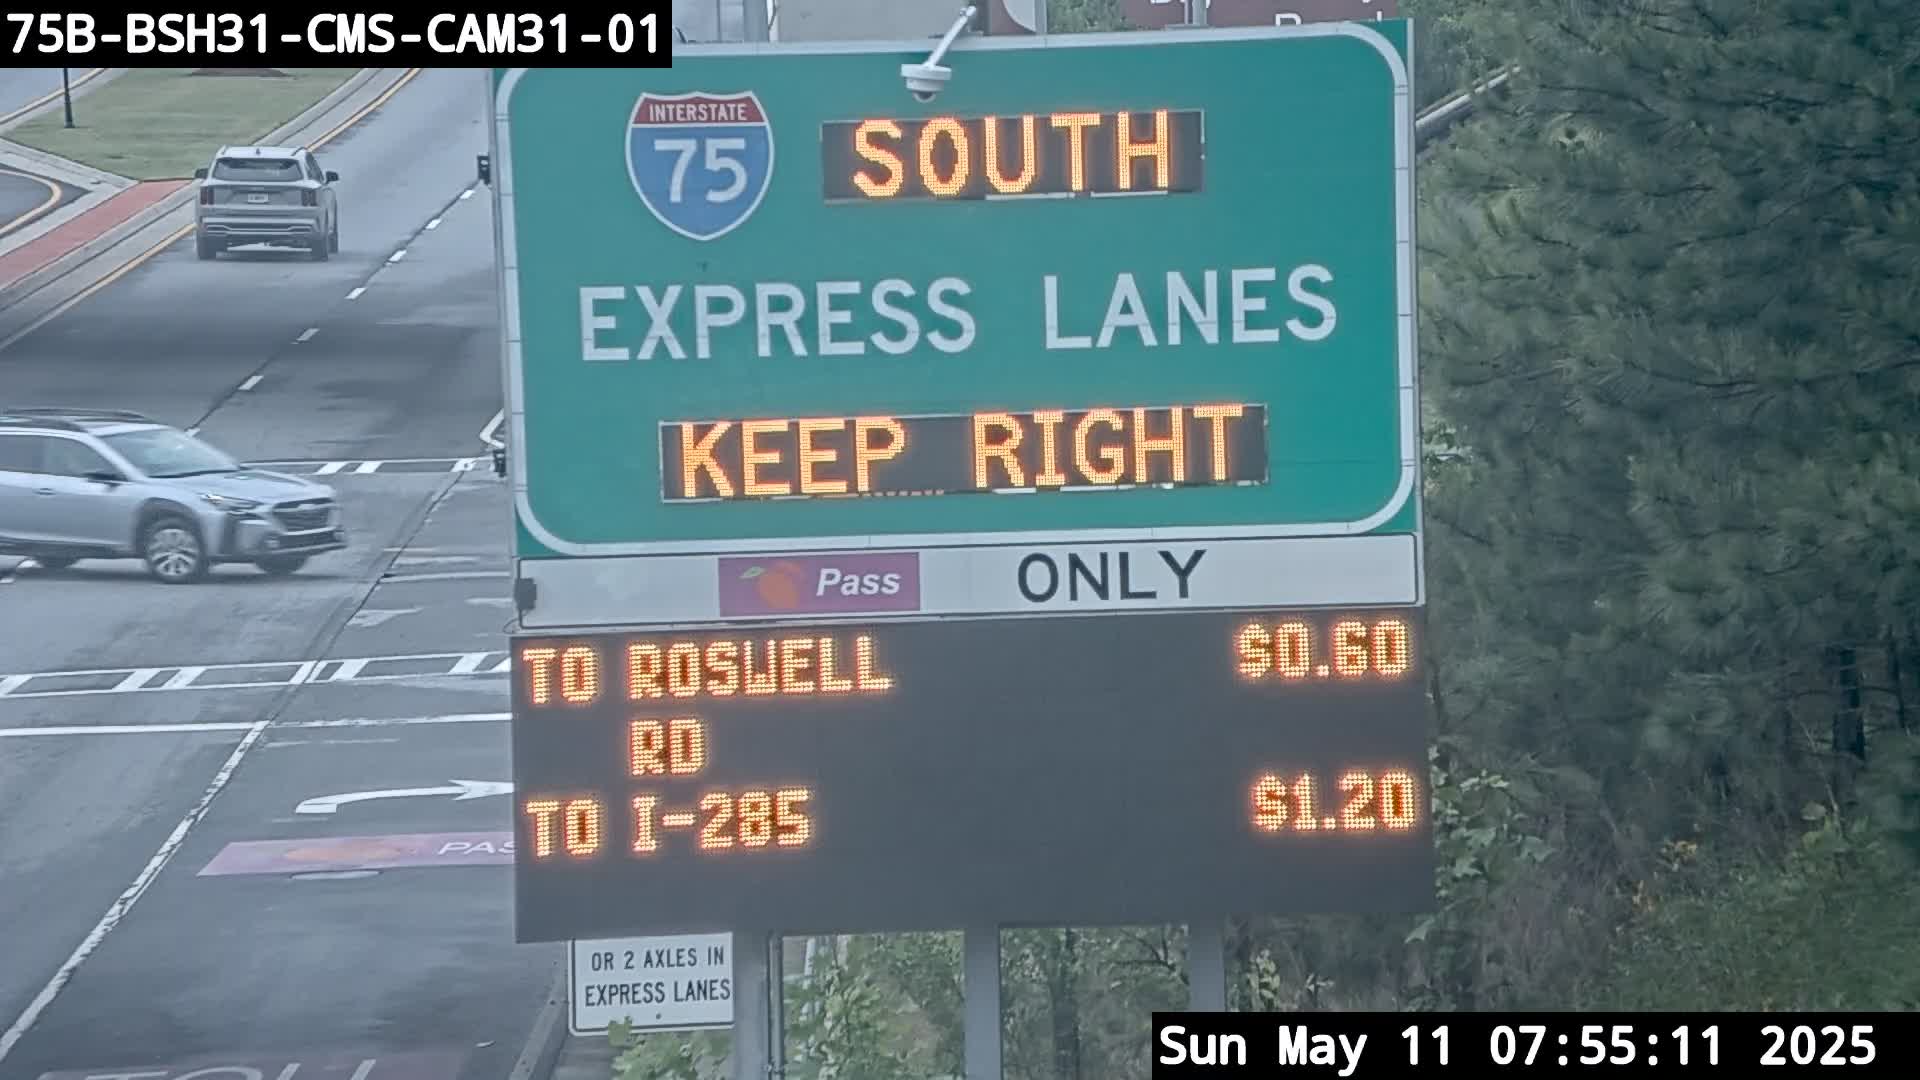 75B-BSH31-CMS-CAM31-01
INTERSTATE
75
SOUTH
EXPRESS LANES
KEEP RIGHT
Pass ONLY
TO ROSWELL $0.60
RD
TO I-285 $1.20
OR 2 AXLES IN
EXPRESS LANES
TOLL
Sun May 11 07:55:11 2025